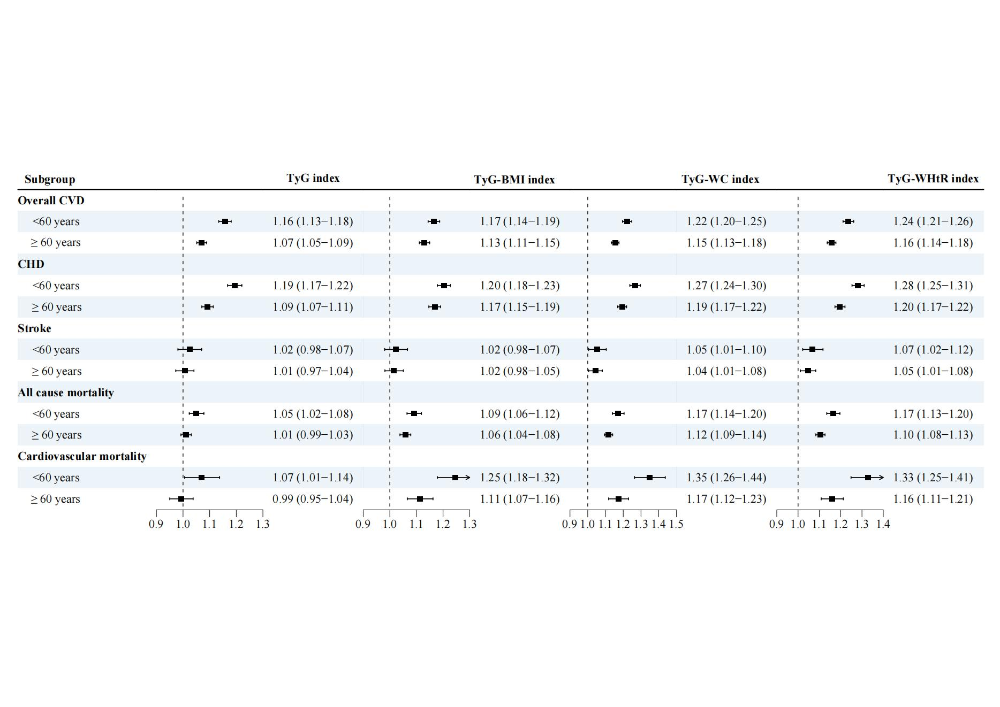 Subgroup TyG index TyG-BMI index TyG-WC index TyG-WHtR index
Overall CVD
<60 years 1.16 (1.13−1.18) 1.17 (1.14−1.19) 1.22 (1.20−1.25) 1.24 (1.21−1.26)
≥ 60 years 1.07 (1.05−1.09) 1.13 (1.11−1.15) 1.15 (1.13−1.18) 1.16 (1.14−1.18)
CHD
<60 years 1.19 (1.17−1.22) 1.20 (1.18−1.23) 1.27 (1.24−1.30) 1.28 (1.25−1.31)
≥ 60 years 1.09 (1.07−1.11) 1.17 (1.15−1.19) 1.19 (1.17−1.22) 1.20 (1.17−1.22)
Stroke
<60 years 1.02 (0.98−1.07) 1.02 (0.98−1.07) 1.05 (1.01−1.10) 1.07 (1.02−1.12)
≥ 60 years 1.01 (0.97−1.04) 1.02 (0.98−1.05) 1.04 (1.01−1.08) 1.05 (1.01−1.08)
All cause mortality
<60 years 1.05 (1.02−1.08) 1.09 (1.06−1.12) 1.17 (1.14−1.20) 1.17 (1.13−1.20)
≥ 60 years 1.01 (0.99−1.03) 1.06 (1.04−1.08) 1.12 (1.09−1.14) 1.10 (1.08−1.13)
Cardiovascular mortality
<60 years 1.07 (1.01−1.14) 1.25 (1.18−1.32) 1.35 (1.26−1.44) 1.33 (1.25−1.41)
≥ 60 years 0.99 (0.95−1.04) 1.11 (1.07−1.16) 1.17 (1.12−1.23) 1.16 (1.11−1.21)
0.9 1.0 1.1 1.2 1.3 0.9 1.0 1.1 1.2 1.3 0.9 1.0 1.1 1.2 1.3 1.4 1.5 0.9 1.0 1.1 1.2 1.3 1.4